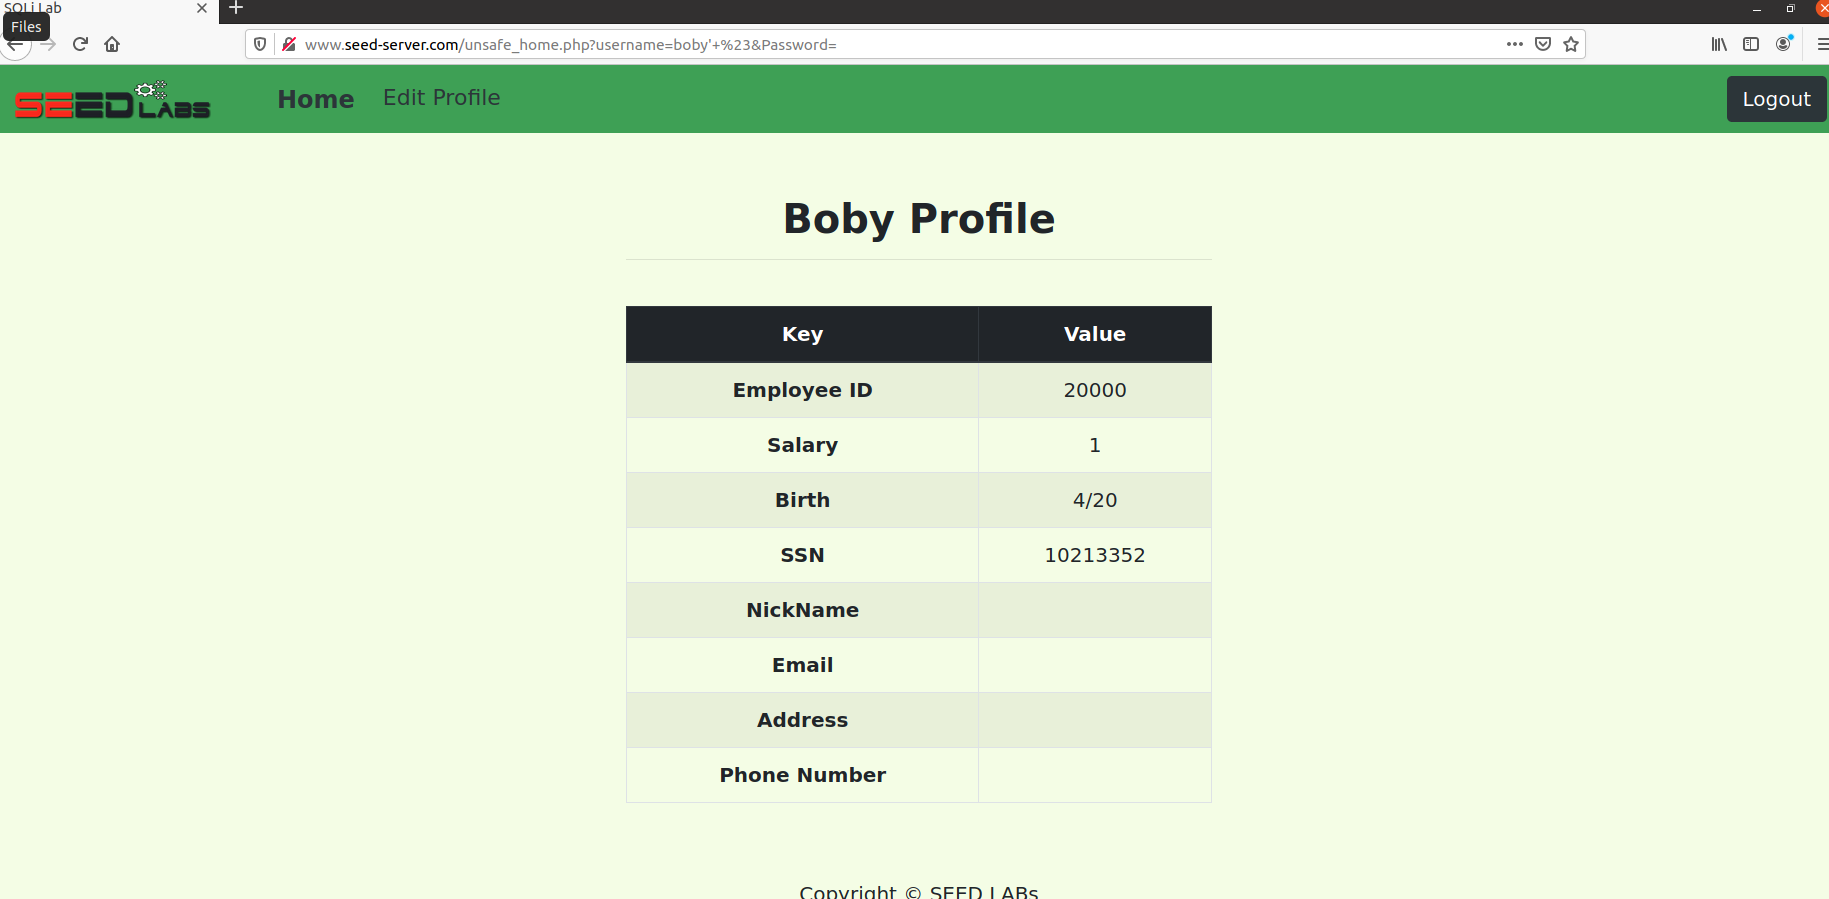 SQLi Lab
Files
www.seed-server.com/unsafe_home.php?username=boby'+%23&Password=
SEED LABS
Home Edit Profile Logout
Boby Profile
Key Value
Employee ID 20000
Salary 1
Birth 4/20
SSN 10213352
NickName
Email
Address
Phone Number
Copyright © SEED LABs